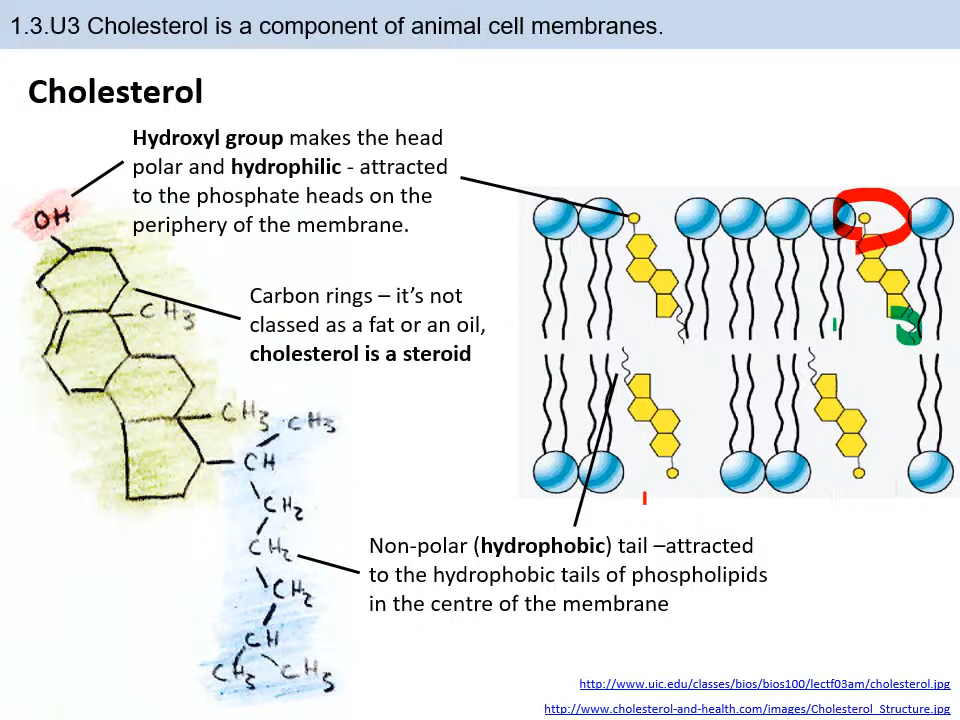 1.3.U3 Cholesterol is a component of animal cell membranes.
Cholesterol
Hydroxyl group makes the head
polar and hydrophilic - attracted
to the phosphate heads on the
periphery of the membrane.
OH
Carbon rings – it's not
classed as a fat or an oil,
cholesterol is a steroid
CH3
CH3
CH3
CH
CH2
CH2
CH2
CH
CH3
CH3
Non-polar (hydrophobic) tail –attracted
to the hydrophobic tails of phospholipids
in the centre of the membrane
http://www.uic.edu/classes/bios/bios100/lectf03am/cholesterol.jpg
http://www.cholesterol-and-health.com/images/Cholesterol_Structure.jpg